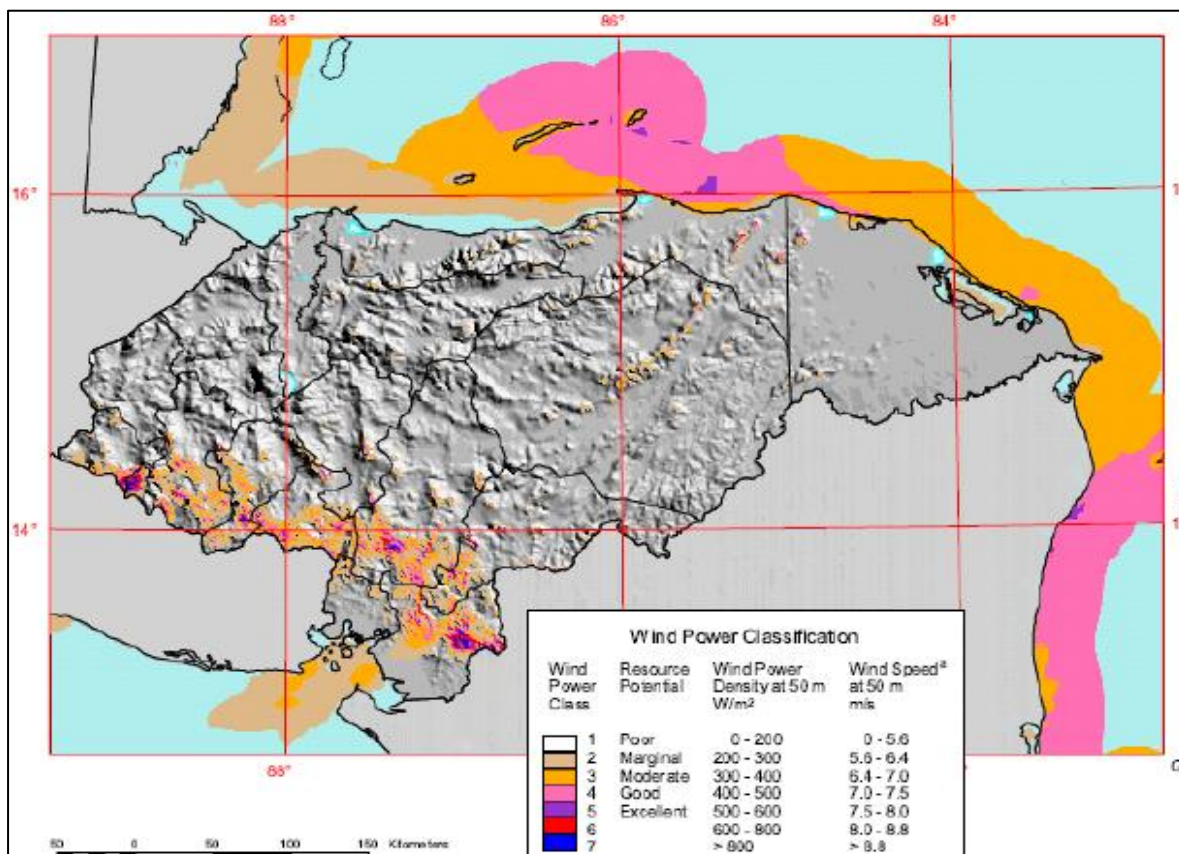 88° 86° 84°
16°
14°
88°
Wind Power Classification
Wind Resource Wind Power Wind Speedᵃ
Power Potential Density at 50 m at 50 m
Class W/m² m/s
1 Poor 0 - 200 0 - 5.6
2 Marginal 200 - 300 5.6 - 6.4
3 Moderate 300 - 400 6.4 - 7.0
4 Good 400 - 500 7.0 - 7.5
5 Excellent 500 - 600 7.5 - 8.0
6 600 - 800 8.0 - 8.8
7 > 800 > 8.8
50 0 50 100 150 Kilometers